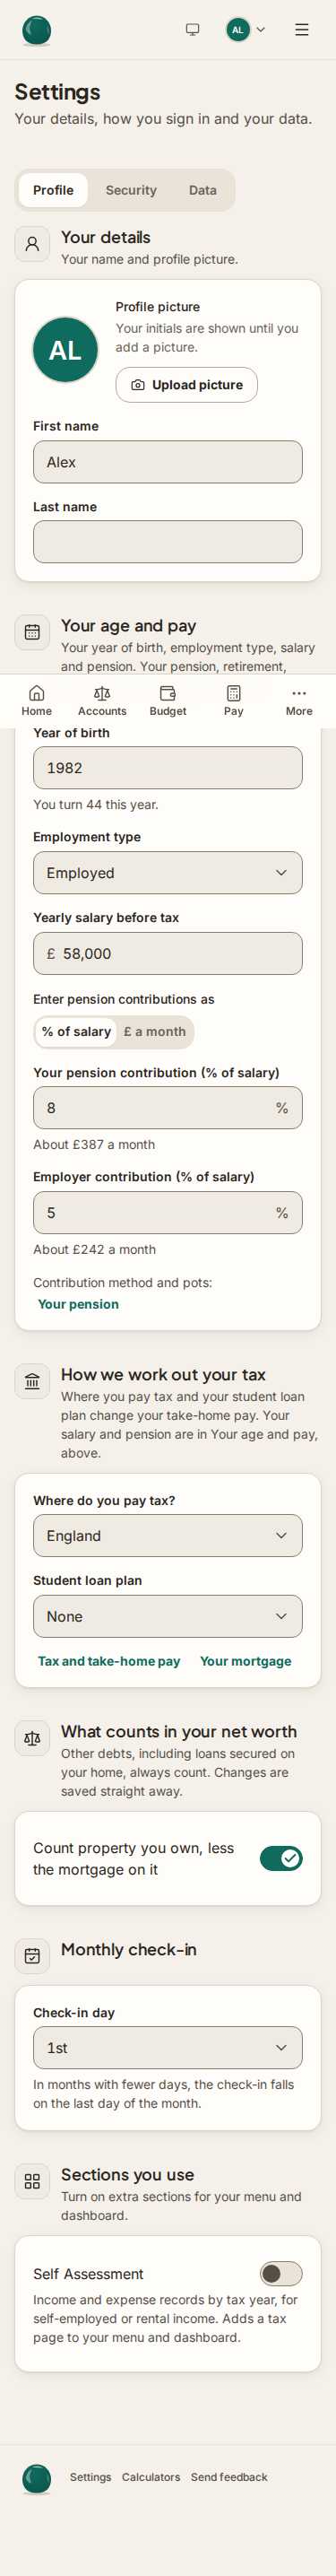 AL
Settings
Your details, how you sign in and your data.
Profile Security Data
Your details
Your name and profile picture.
AL
Profile picture
Your initials are shown until you
add a picture.
Upload picture
First name
Alex
Last name
Your age and pay
Your year of birth, employment type, salary
and pension. Your pension, retirement,
Home Accounts Budget Pay More
Year of birth
1982
You turn 44 this year.
Employment type
Employed
Yearly salary before tax
£ 58,000
Enter pension contributions as
% of salary £ a month
Your pension contribution (% of salary)
8 %
About £387 a month
Employer contribution (% of salary)
5 %
About £242 a month
Contribution method and pots:
Your pension
How we work out your tax
Where you pay tax and your student loan
plan change your take-home pay. Your
salary and pension are in Your age and pay,
above.
Where do you pay tax?
England
Student loan plan
None
Tax and take-home pay Your mortgage
What counts in your net worth
Other debts, including loans secured on
your home, always count. Changes are
saved straight away.
Count property you own, less
the mortgage on it
Monthly check-in
Check-in day
1st
In months with fewer days, the check-in falls
on the last day of the month.
Sections you use
Turn on extra sections for your menu and
dashboard.
Self Assessment
Income and expense records by tax year, for
self-employed or rental income. Adds a tax
page to your menu and dashboard.
Settings Calculators Send feedback